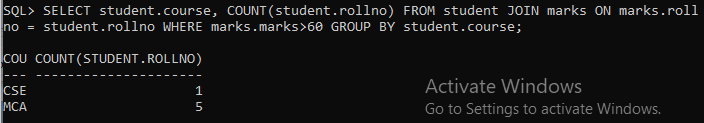 SQL> SELECT student.course, COUNT(student.rollno) FROM student JOIN marks ON marks.roll
no = student.rollno WHERE marks.marks>60 GROUP BY student.course;
COU COUNT(STUDENT.ROLLNO)
--- ---------------------
CSE                     1
MCA                     5
Activate Windows
Go to Settings to activate Windows.